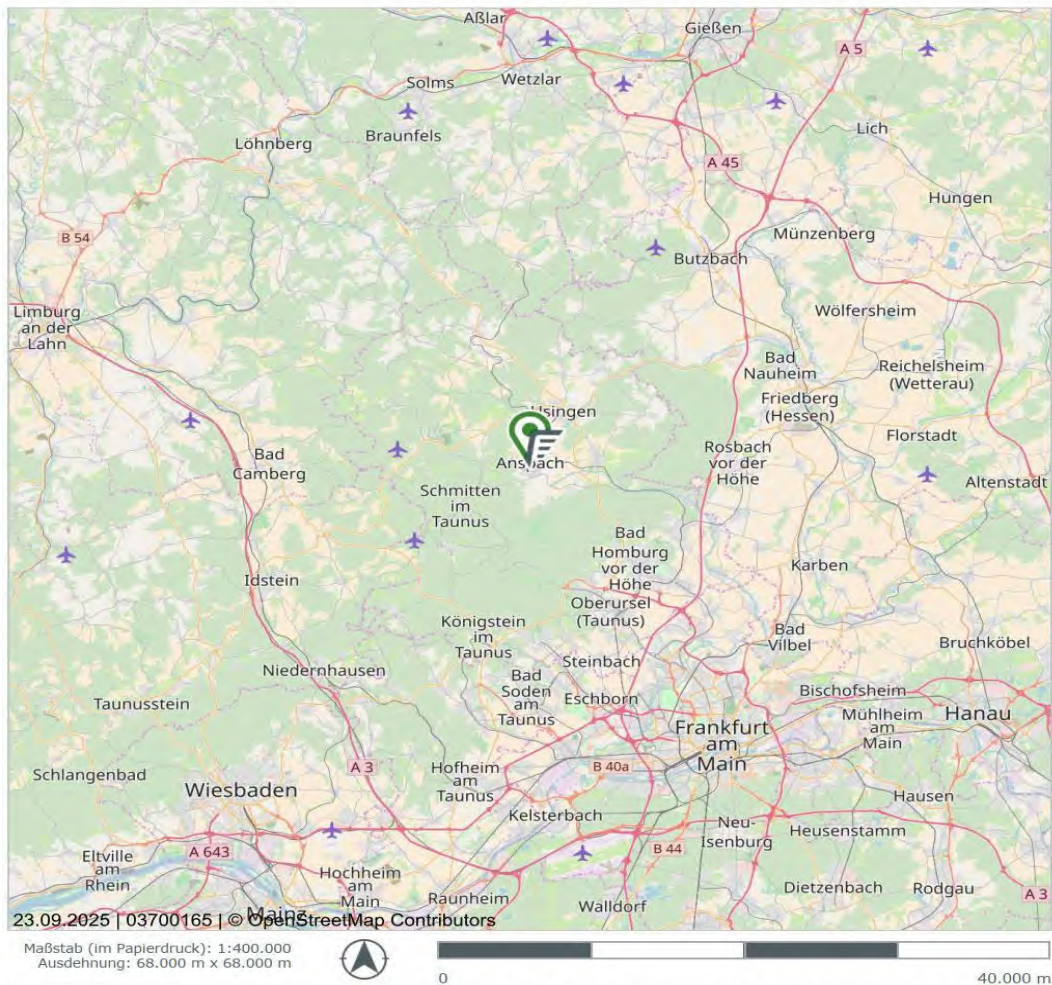 Aßlar
Gießen
A 5
Solms
Wetzlar
Braunfels
Lich
Löhnberg
A 45
Hungen
B 54
Münzenberg
Butzbach
Limburg
an der
Lahn
Wölfersheim
Bad
Nauheim
Reichelsheim
(Wetterau)
Friedberg
(Hessen)
Usingen
Florstadt
Rosbach
vor der
Höhe
Bad
Camberg
Anspach
Altenstadt
Schmitten
im
Taunus
Bad
Homburg
vor der
Höhe
Karben
Idstein
Oberursel
(Taunus)
Königstein
im
Taunus
Bad
Vilbel
Bruchköbel
Steinbach
Niedernhausen
Bad
Soden
am
Taunus
Eschborn
Bischofsheim
Taunusstein
Frankfurt
am
Main
Mühlheim
am
Main
Hanau
Schlangenbad
A 3
Hofheim
am
Taunus
B 40a
Wiesbaden
Hausen
Kelsterbach
Neu-
Isenburg
Heusenstamm
A 643
B 44
Eltville
am
Rhein
Hochheim
am
Main
Dietzenbach
Rodgau
A 3
Raunheim
Walldorf
Mainz
23.09.2025 | 03700165 | © OpenStreetMap Contributors
Maßstab (im Papierdruck): 1:400.000
Ausdehnung: 68.000 m x 68.000 m
0
40.000 m